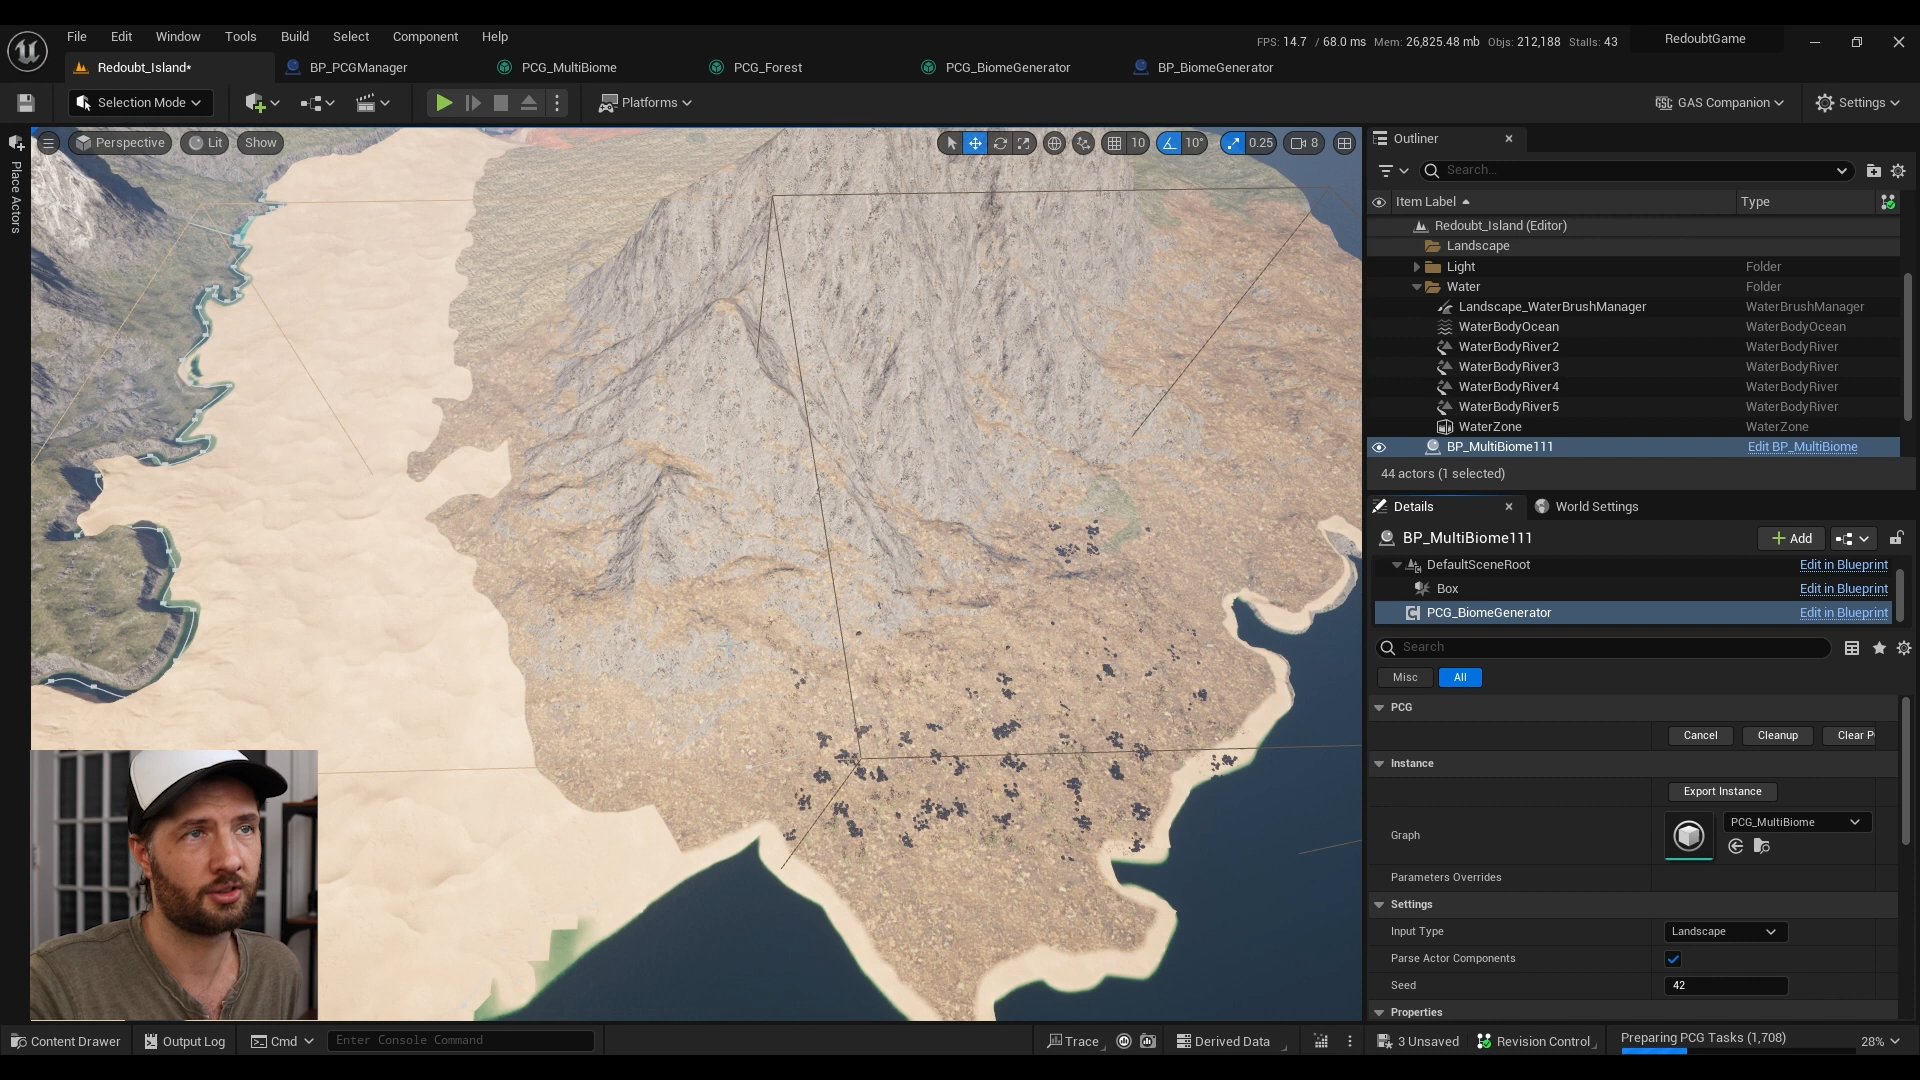 File Edit Window Tools Build Select Component Help
FPS: 14.7 / 68.0 ms Mem: 26,825.48 mb Objs: 212,188 Stalls: 43
RedoubtGame
Redoubt_Island*
BP_PCGManager
PCG_MultiBiome
PCG_Forest
PCG_BiomeGenerator
BP_BiomeGenerator
Selection Mode
Platforms
GAS Companion
Settings
Place Actors
Perspective
Lit
Show
10
10°
0.25
8
Outliner
Search...
Item Label Type
Redoubt_Island (Editor)
Landscape
Light Folder
Water Folder
Landscape_WaterBrushManager WaterBrushManager
WaterBodyOcean WaterBodyOcean
WaterBodyRiver2 WaterBodyRiver
WaterBodyRiver3 WaterBodyRiver
WaterBodyRiver4 WaterBodyRiver
WaterBodyRiver5 WaterBodyRiver
WaterZone WaterZone
BP_MultiBiome111 Edit BP_MultiBiome
44 actors (1 selected)
Details
World Settings
BP_MultiBiome111
Add
DefaultSceneRoot Edit in Blueprint
Box Edit in Blueprint
PCG_BiomeGenerator Edit in Blueprint
Search
Misc
All
PCG
Cancel Cleanup Clear P
Instance
Export Instance
Graph PCG_MultiBiome
Parameters Overrides
Settings
Input Type Landscape
Parse Actor Components
Seed 42
Properties
Content Drawer
Output Log
Cmd
Enter Console Command
Trace
Derived Data
3 Unsaved
Revision Control
Preparing PCG Tasks (1,708)
28%